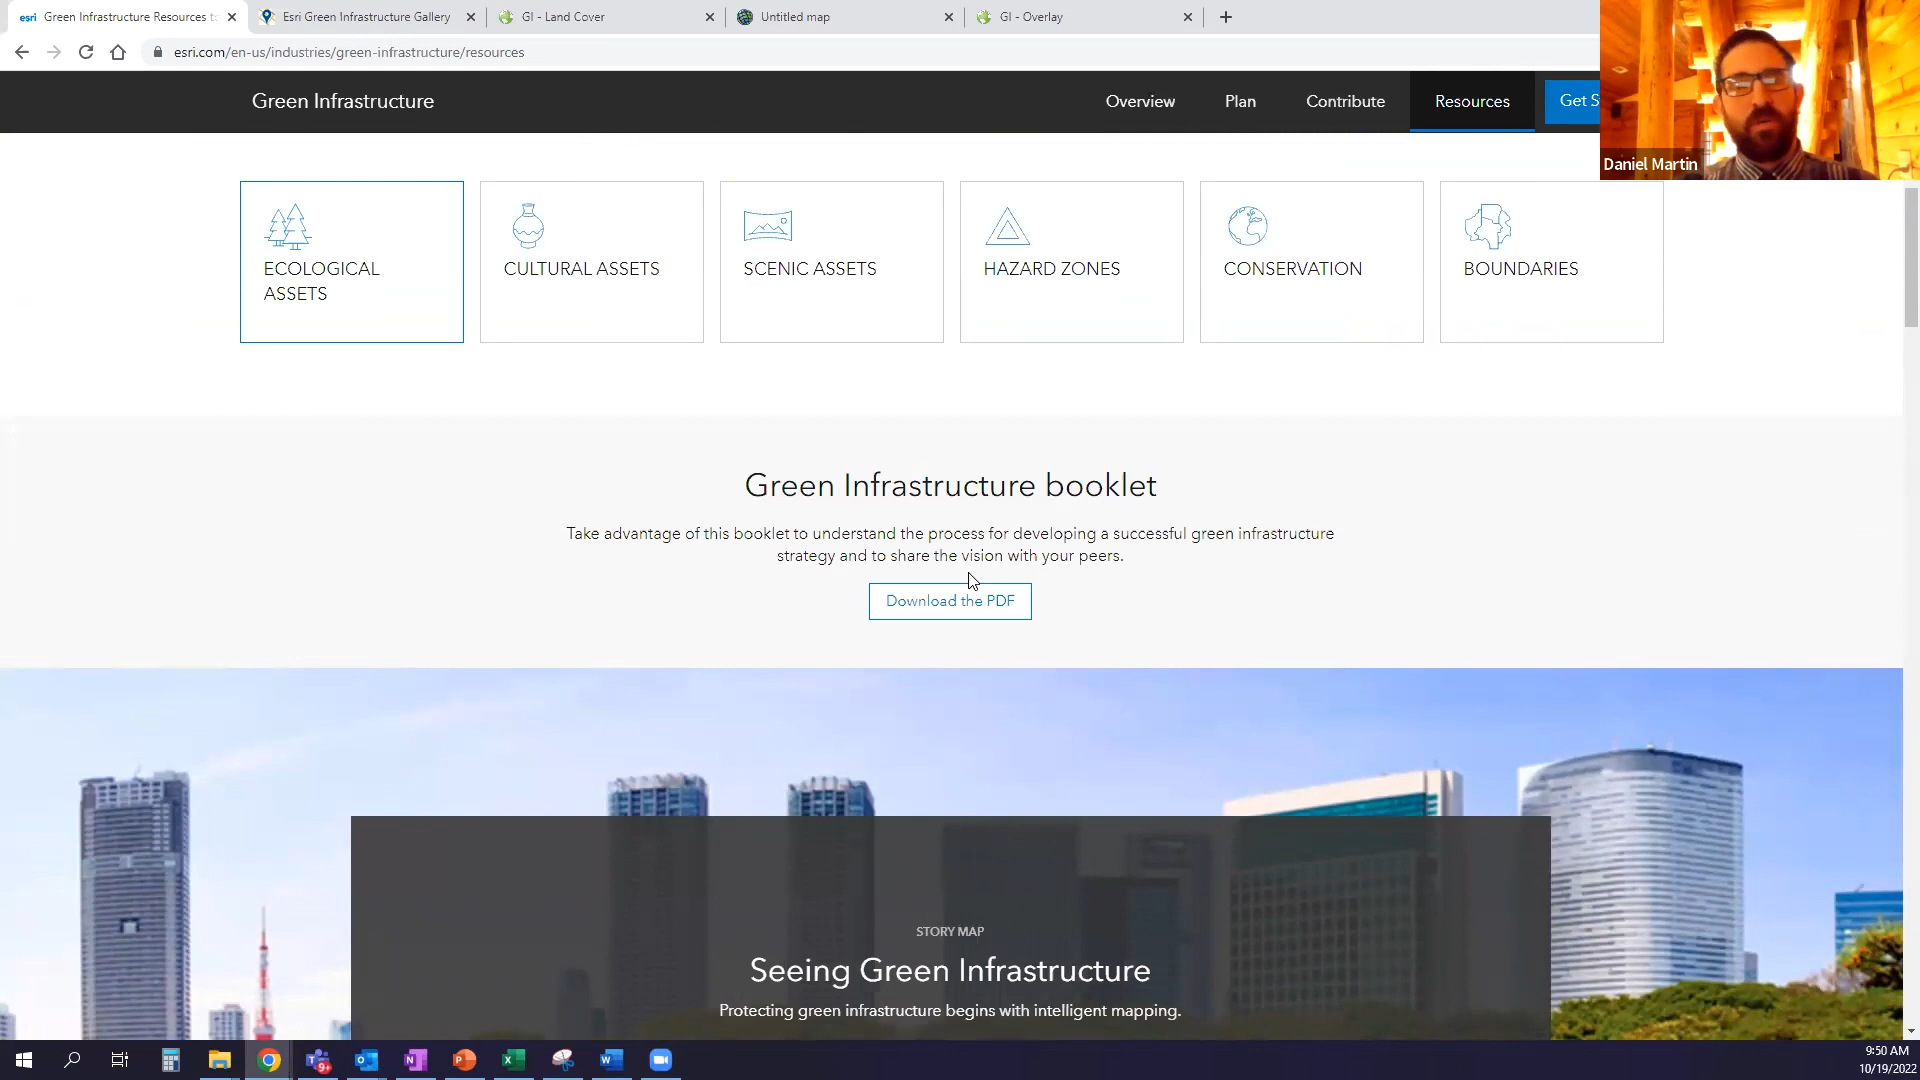 esri Green Infrastructure Resources to
Esri Green Infrastructure Gallery
GI - Land Cover
Untitled map
GI - Overlay
esri.com/en-us/industries/green-infrastructure/resources
Green Infrastructure
Overview
Plan
Contribute
Resources
Get S
Daniel Martin
ECOLOGICAL
ASSETS
CULTURAL ASSETS
SCENIC ASSETS
HAZARD ZONES
CONSERVATION
BOUNDARIES
Green Infrastructure booklet
Take advantage of this booklet to understand the process for developing a successful green infrastructure
strategy and to share the vision with your peers.
Download the PDF
STORY MAP
Seeing Green Infrastructure
Protecting green infrastructure begins with intelligent mapping.
9+
9:50 AM
10/19/2022